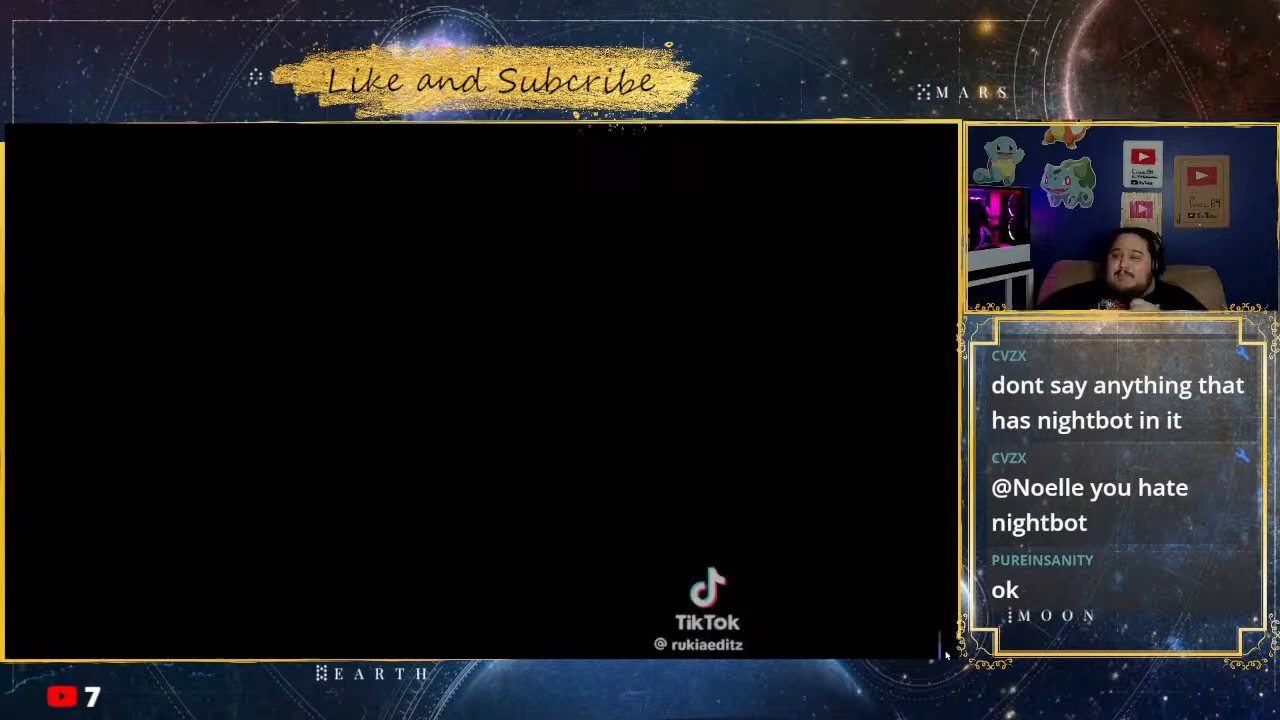 Like and Subcribe
MARS
CVZX
dont say anything that
has nightbot in it
CVZX
@Noelle you hate
nightbot
PUREINSANITY
ok
MOON
TikTok
@ rukiaeditz
EARTH
7